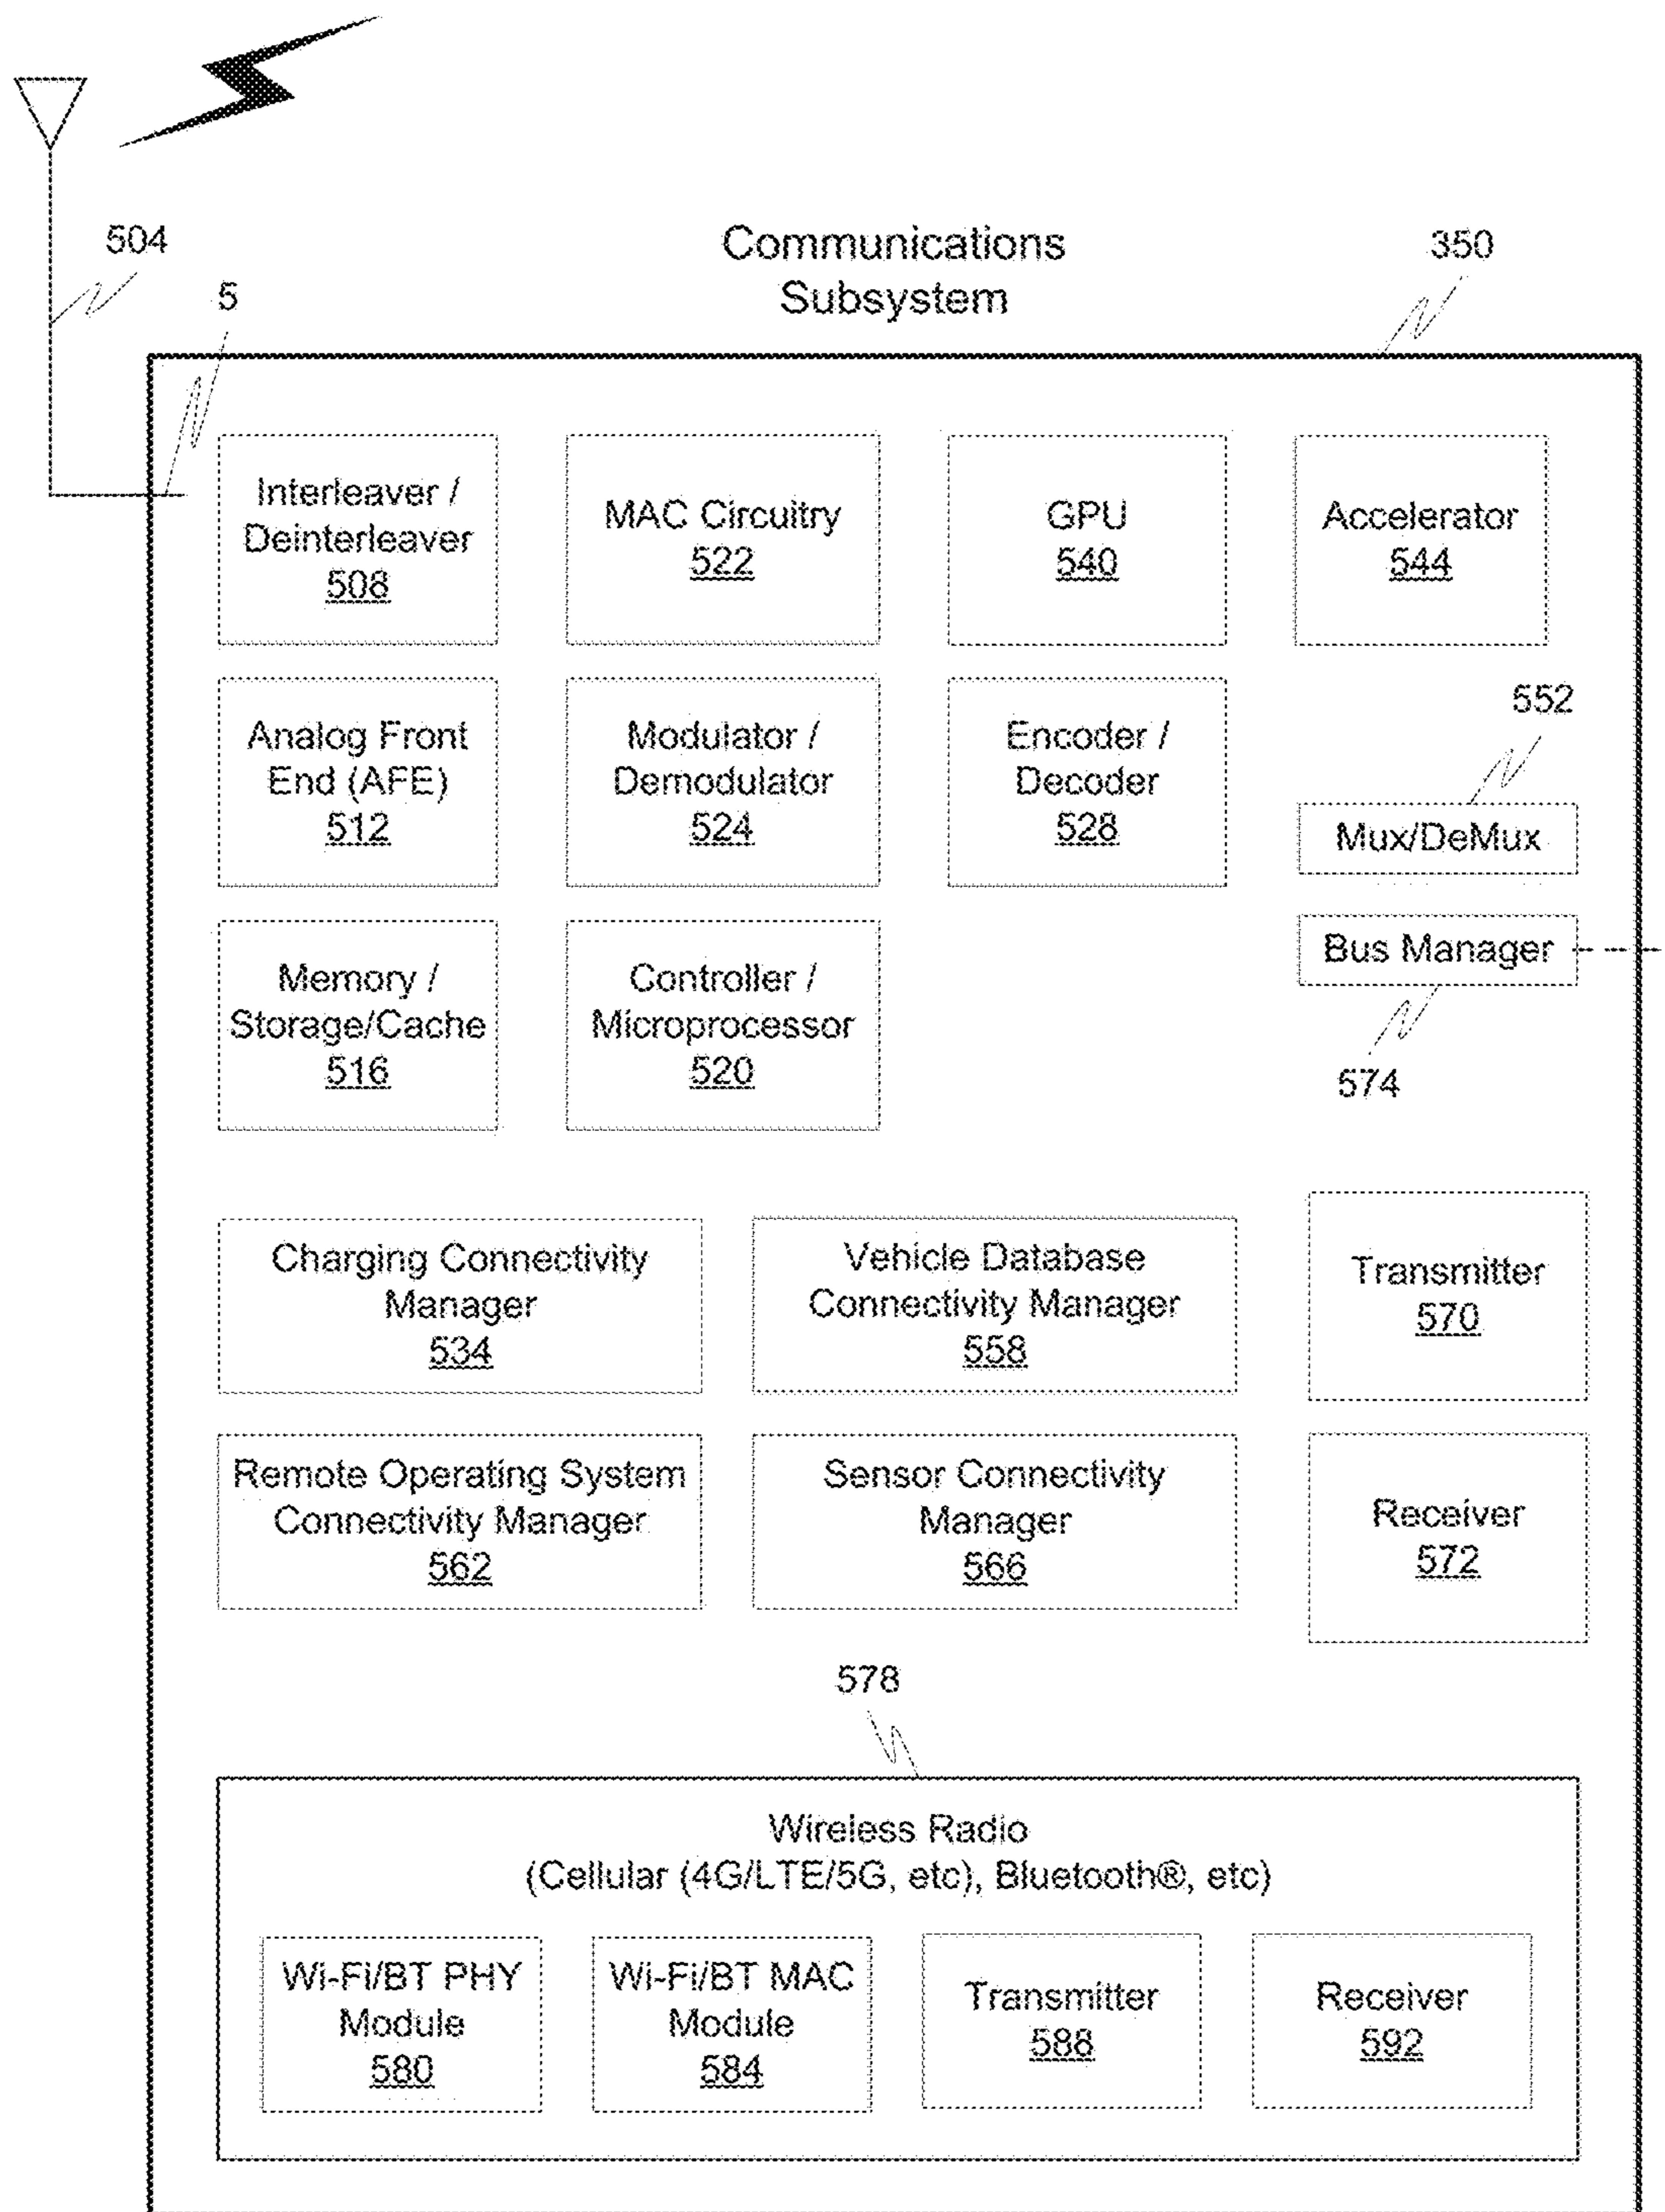 504
5
Communications
Subsystem
350
Interleaver /
Deinterleaver
508
MAC Circuitry
522
GPU
540
Accelerator
544
Analog Front
End (AFE)
512
Modulator /
Demodulator
524
Encoder /
Decoder
528
552
Mux/DeMux
Bus Manager
574
Memory /
Storage/Cache
516
Controller /
Microprocessor
520
Charging Connectivity
Manager
534
Vehicle Database
Connectivity Manager
558
Transmitter
570
Remote Operating System
Connectivity Manager
562
Sensor Connectivity
Manager
566
Receiver
572
578
Wireless Radio
(Cellular (4G/LTE/5G, etc), Bluetooth®, etc)
Wi-Fi/BT PHY
Module
580
Wi-Fi/BT MAC
Module
584
Transmitter
588
Receiver
592